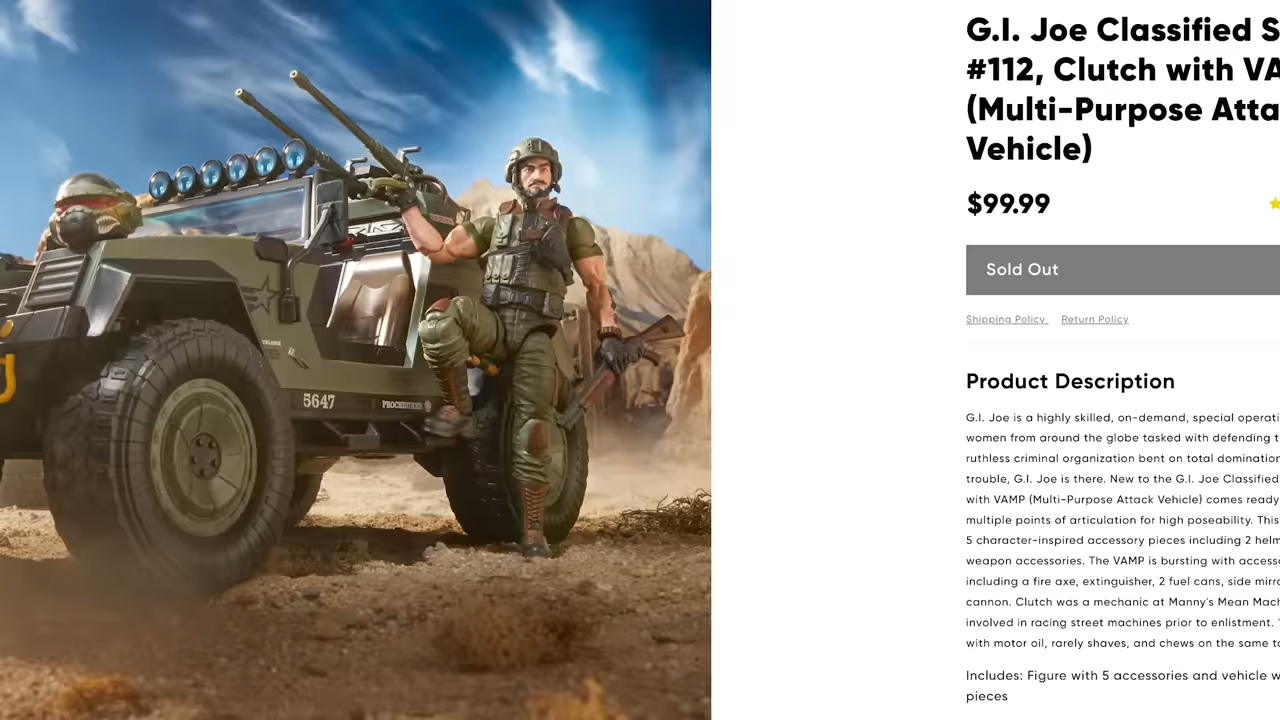 G.I. Joe Classified S
#112, Clutch with VA
(Multi-Purpose Atta
Vehicle)
$99.99
Sold Out
Shipping Policy
Return Policy
Product Description
G.I. Joe is a highly skilled, on-demand, special operati
women from around the globe tasked with defending t
ruthless criminal organization bent on total domination
trouble, G.I. Joe is there. New to the G.I. Joe Classified
with VAMP (Multi-Purpose Attack Vehicle) comes ready
multiple points of articulation for high poseability. This
5 character-inspired accessory pieces including 2 helm
weapon accessories. The VAMP is bursting with accesso
including a fire axe, extinguisher, 2 fuel cans, side mirro
cannon. Clutch was a mechanic at Manny's Mean Mach
involved in racing street machines prior to enlistment.
with motor oil, rarely shaves, and chews on the same to
Includes: Figure with 5 accessories and vehicle w
pieces
5647